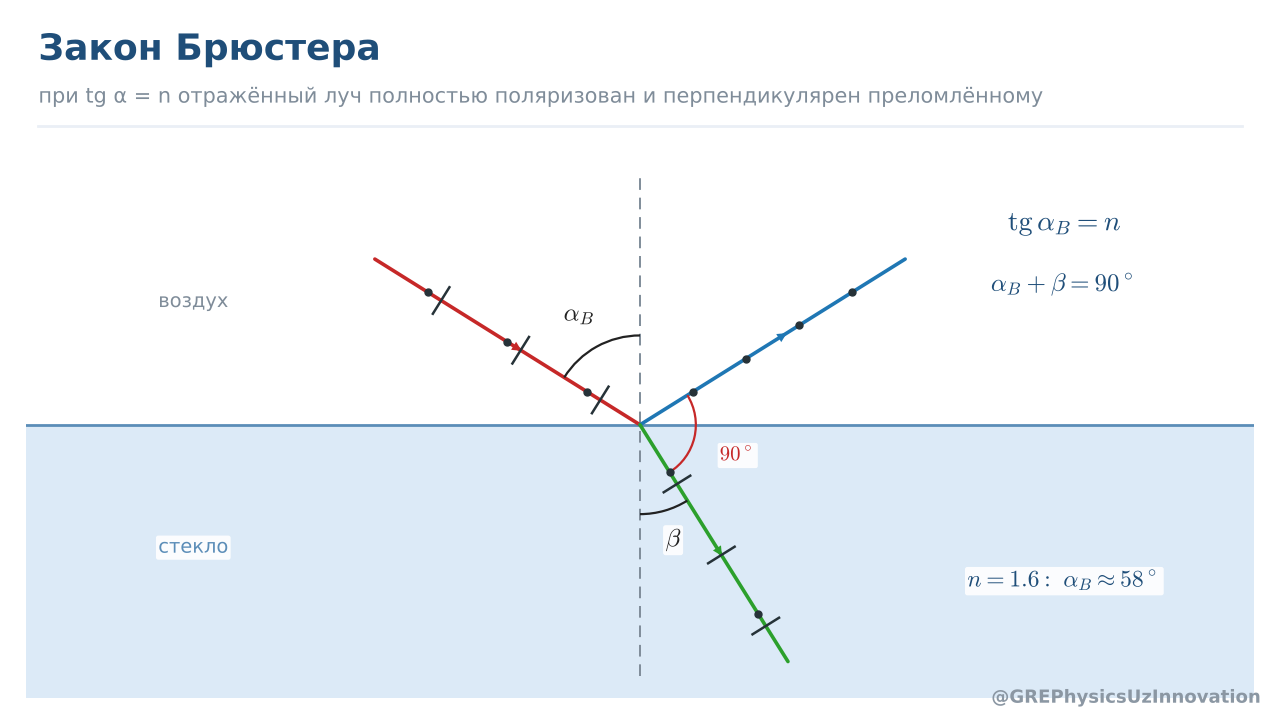 Закон Брюстера
при tg α = n отражённый луч полностью поляризован и перпендикулярен преломлённому
tg α_B = n
α_B + β = 90°
воздух
α_B
90°
β
стекло
n = 1.6 : α_B ≈ 58°
@GREPhysicsUzInnovation